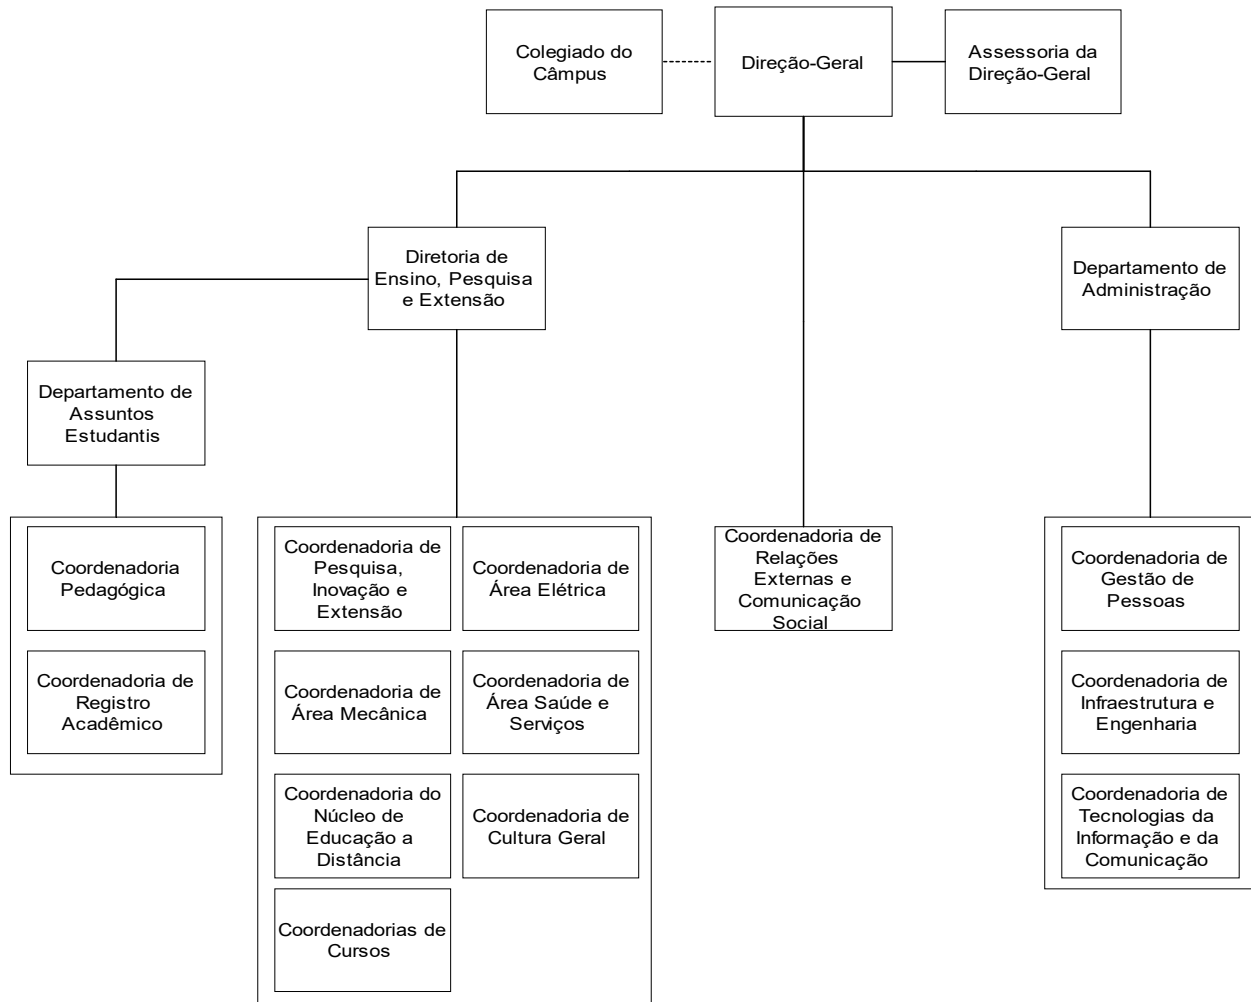 Colegiado do
Câmpus
Direção-Geral
Assessoria da
Direção-Geral
Diretoria de
Ensino, Pesquisa
e Extensão
Departamento de
Administração
Departamento de
Assuntos
Estudantis
Coordenadoria
Pedagógica
Coordenadoria de
Registro
Acadêmico
Coordenadoria de
Pesquisa,
Inovação e
Extensão
Coordenadoria de
Área Elétrica
Coordenadoria de
Área Mecânica
Coordenadoria de
Área Saúde e
Serviços
Coordenadoria do
Núcleo de
Educação a
Distância
Coordenadoria de
Cultura Geral
Coordenadorias de
Cursos
Coordenadoria de
Relações
Externas e
Comunicação
Social
Coordenadoria de
Gestão de
Pessoas
Coordenadoria de
Infraestrutura e
Engenharia
Coordenadoria de
Tecnologias da
Informação e da
Comunicação